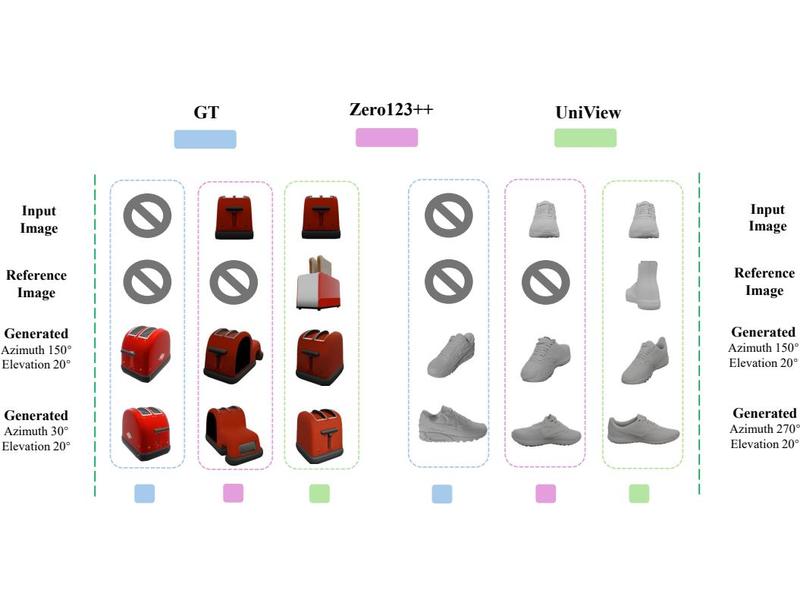 GT
Zero123++
UniView
Input
Image
Reference
Image
Generated
Azimuth 150°
Elevation 20°
Generated
Azimuth 30°
Elevation 20°
Input
Image
Reference
Image
Generated
Azimuth 150°
Elevation 20°
Generated
Azimuth 270°
Elevation 20°